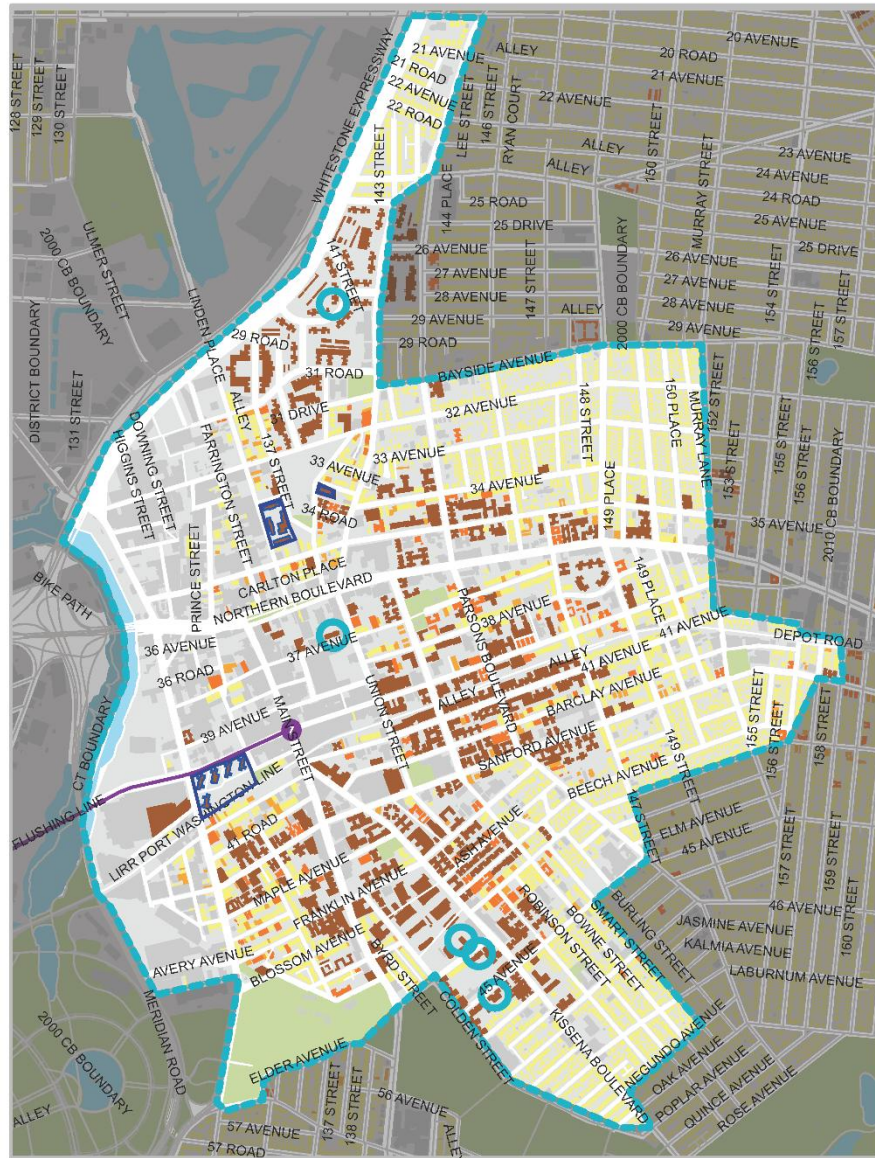 128 STREET
129 STREET
130 STREET
WHITESTONE EXPRESSWAY
21 AVENUE
ALLEY
21 ROAD
22 AVENUE
22 ROAD
143 STREET
LEE STREET
146 STREET
RYAN COURT
20 AVENUE
20 ROAD
21 AVENUE
22 AVENUE
150 STREET
ALLEY
ALLEY
MURRAY STREET
23 AVENUE
24 AVENUE
24 ROAD
25 AVENUE
25 DRIVE
144 PLACE
25 ROAD
25 DRIVE
26 AVENUE
27 AVENUE
28 AVENUE
29 AVENUE
29 ROAD
147 STREET
ALLEY
2000 CB BOUNDARY
26 AVENUE
27 AVENUE
28 AVENUE
29 AVENUE
154 STREET
156 STREET
157 STREET
2000 CB BOUNDARY
ULMER STREET
LINDEN PLACE
DISTRICT BOUNDARY
131 STREET
141 STREET
29 ROAD
31 ROAD
ALLEY
DRIVE
BAYSIDE AVENUE
32 AVENUE
148 STREET
150 PLACE
MURRAY LANE
152 STREET
153 STREET
155 STREET
156 STREET
2010 CB BOUNDARY
DOWNING STREET
HIGGINS STREET
FARRINGTON STREET
137 STREET
33 AVENUE
33 AVENUE
34 AVENUE
34 ROAD
149 PLACE
35 AVENUE
BIKE PATH
PRINCE STREET
CARLTON PLACE
NORTHERN BOULEVARD
PARSONS BOULEVARD
38 AVENUE
149 PLACE
41 AVENUE
DEPOT ROAD
36 AVENUE
36 ROAD
37 AVENUE
UNION STREET
ALLEY
ALLEY
41 AVENUE
BARCLAY AVENUE
39 AVENUE
MAIN STREET
SANFORD AVENUE
149 STREET
155 STREET
156 STREET
158 STREET
CT BOUNDARY
FLUSHING LINE
LIRR PORT WASHINGTON LINE
41 ROAD
MAPLE AVENUE
FRANKLIN AVENUE
ASH AVENUE
BEECH AVENUE
147 STREET
ELM AVENUE
45 AVENUE
157 STREET
159 STREET
160 STREET
AVERY AVENUE
BLOSSOM AVENUE
BYRD STREET
45 AVENUE
ROBINSON STREET
BOWNE STREET
SMART STREET
BURLING STREET
46 AVENUE
JASMINE AVENUE
KALMIA AVENUE
LABURNUM AVENUE
2000 CB BOUNDARY
MERIDIAN ROAD
ELDER AVENUE
COLDEN STREET
KISSENA BOULEVARD
NEGUNDO AVENUE
OAK AVENUE
POPLAR AVENUE
QUINCE AVENUE
ROSE AVENUE
ALLEY
57 AVENUE
57 ROAD
137 STREET
138 STREET
56 AVENUE
ALLEY